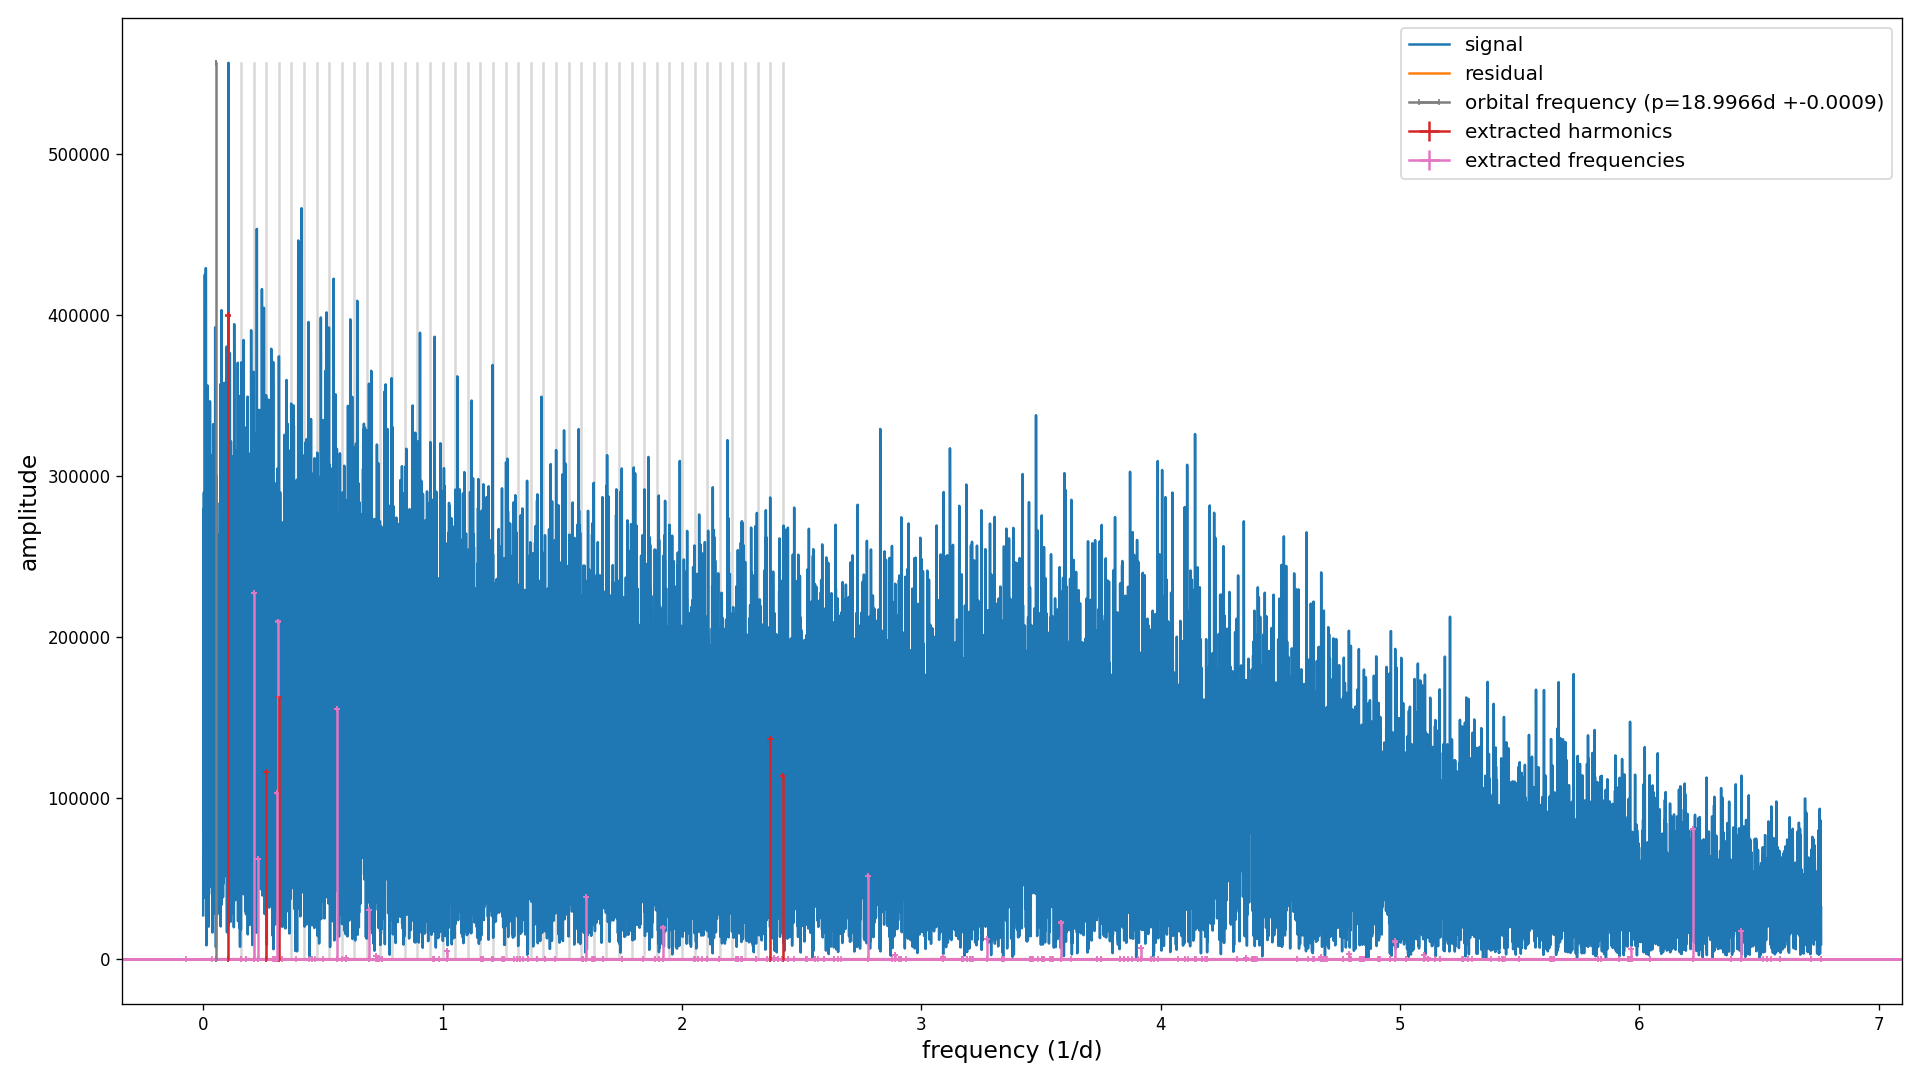 signal
residual
orbital frequency (p=18.9966d +-0.0009)
extracted harmonics
extracted frequencies
amplitude
500000
400000
300000
200000
100000
0
0 1 2 3 4 5 6 7
frequency (1/d)